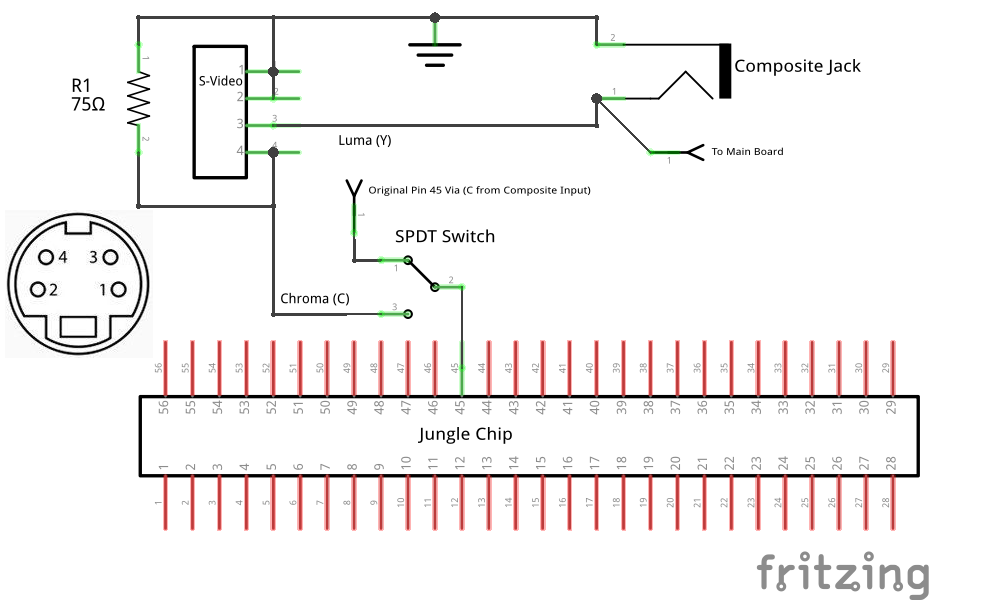 2
Composite Jack
1
R1
75Ω
1
2
S-Video
1
2
2
3
3
4
4
Luma (Y)
1
To Main Board
Original Pin 45 Via (C from Composite Input)
1
SPDT Switch
1
2
3
Chroma (C)
4 3
2 1
56 55 54 53 52 51 50 49 48 47 46 45 44 43 42 41 40 39 38 37 36 35 34 33 32 31 30 29
56 55 54 53 52 51 50 49 48 47 46 45 44 43 42 41 40 39 38 37 36 35 34 33 32 31 30 29
Jungle Chip
1 2 3 4 5 6 7 8 9 10 11 12 13 14 15 16 17 18 19 20 21 22 23 24 25 26 27 28
1 2 3 4 5 6 7 8 9 10 11 12 13 14 15 16 17 18 19 20 21 22 23 24 25 26 27 28
fritzing